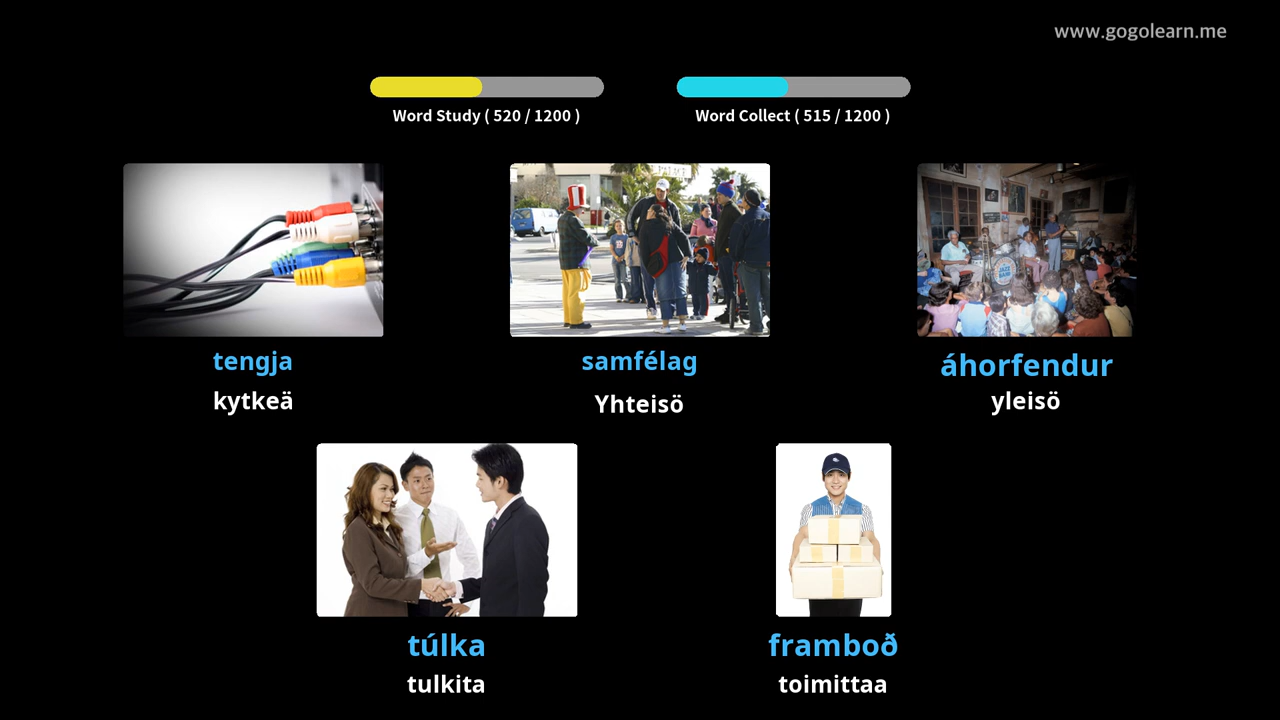 www.gogolearn.me
Word Study ( 520 / 1200 )
Word Collect ( 515 / 1200 )
tengja
kytkeä
samfélag
Yhteisö
áhorfendur
yleisö
túlka
tulkita
framboð
toimittaa